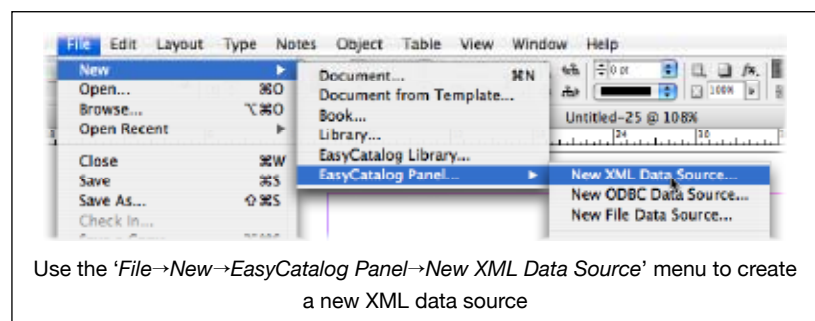 File Edit Layout Type Notes Object Table View Window Help
New
Open... ⌘O
Browse... ⌥⌘O
Open Recent
Close ⌘W
Save ⌘S
Save As... ⇧⌘S
Check In...
Document... ⌘N
Document from Template...
Book...
Library...
EasyCatalog Library...
EasyCatalog Panel...
0 pt
100%
Untitled-25 @ 108%
New XML Data Source...
New ODBC Data Source...
New File Data Source...
Use the ‘File→New→EasyCatalog Panel→New XML Data Source’ menu to create
a new XML data source